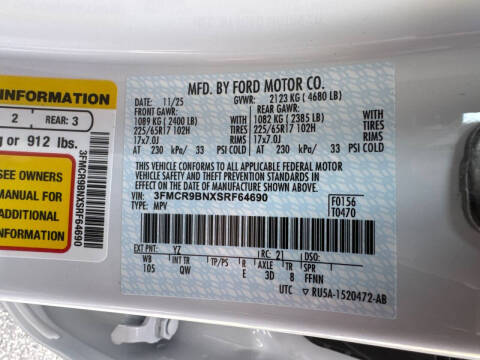 INFORMATION
2 REAR: 3
g or 912 lbs.
SEE OWNERS
MANUAL FOR
ADDITIONAL
INFORMATION
3FMCR9BNXSRF64690
MFD. BY FORD MOTOR CO.
DATE: 11/25 GVWR: 2123 KG ( 4680 LB)
FRONT GAWR: REAR GAWR:
1089 KG ( 2400 LB) 1082 KG ( 2385 LB) WITH
225/65R17 102H WITH TIRES 225/65R17 102H TIRES
17x7.0J RIMS 17x7.0J RIMS
AT 230 kPa/ 33 PSI COLD AT 230 kPa/ 33 PSI COLD
THIS VEHICLE CONFORMS TO ALL APPLICABLE FEDERAL MOTOR
VEHICLE SAFETY AND THEFT PREVENTION STANDARDS IN
EFFECT ON THE DATE OF MANUFACTURE SHOWN ABOVE.
VIN: 3FMCR9BNXSRF64690 F0156
TYPE: MPV T0470
EXT PNT: YZ RC: 21 DSO:
WB INT TR TP/PS R AXLE TR SPR
105 QW E 3D 8 FFNN
UTC RU5A-1520472-AB